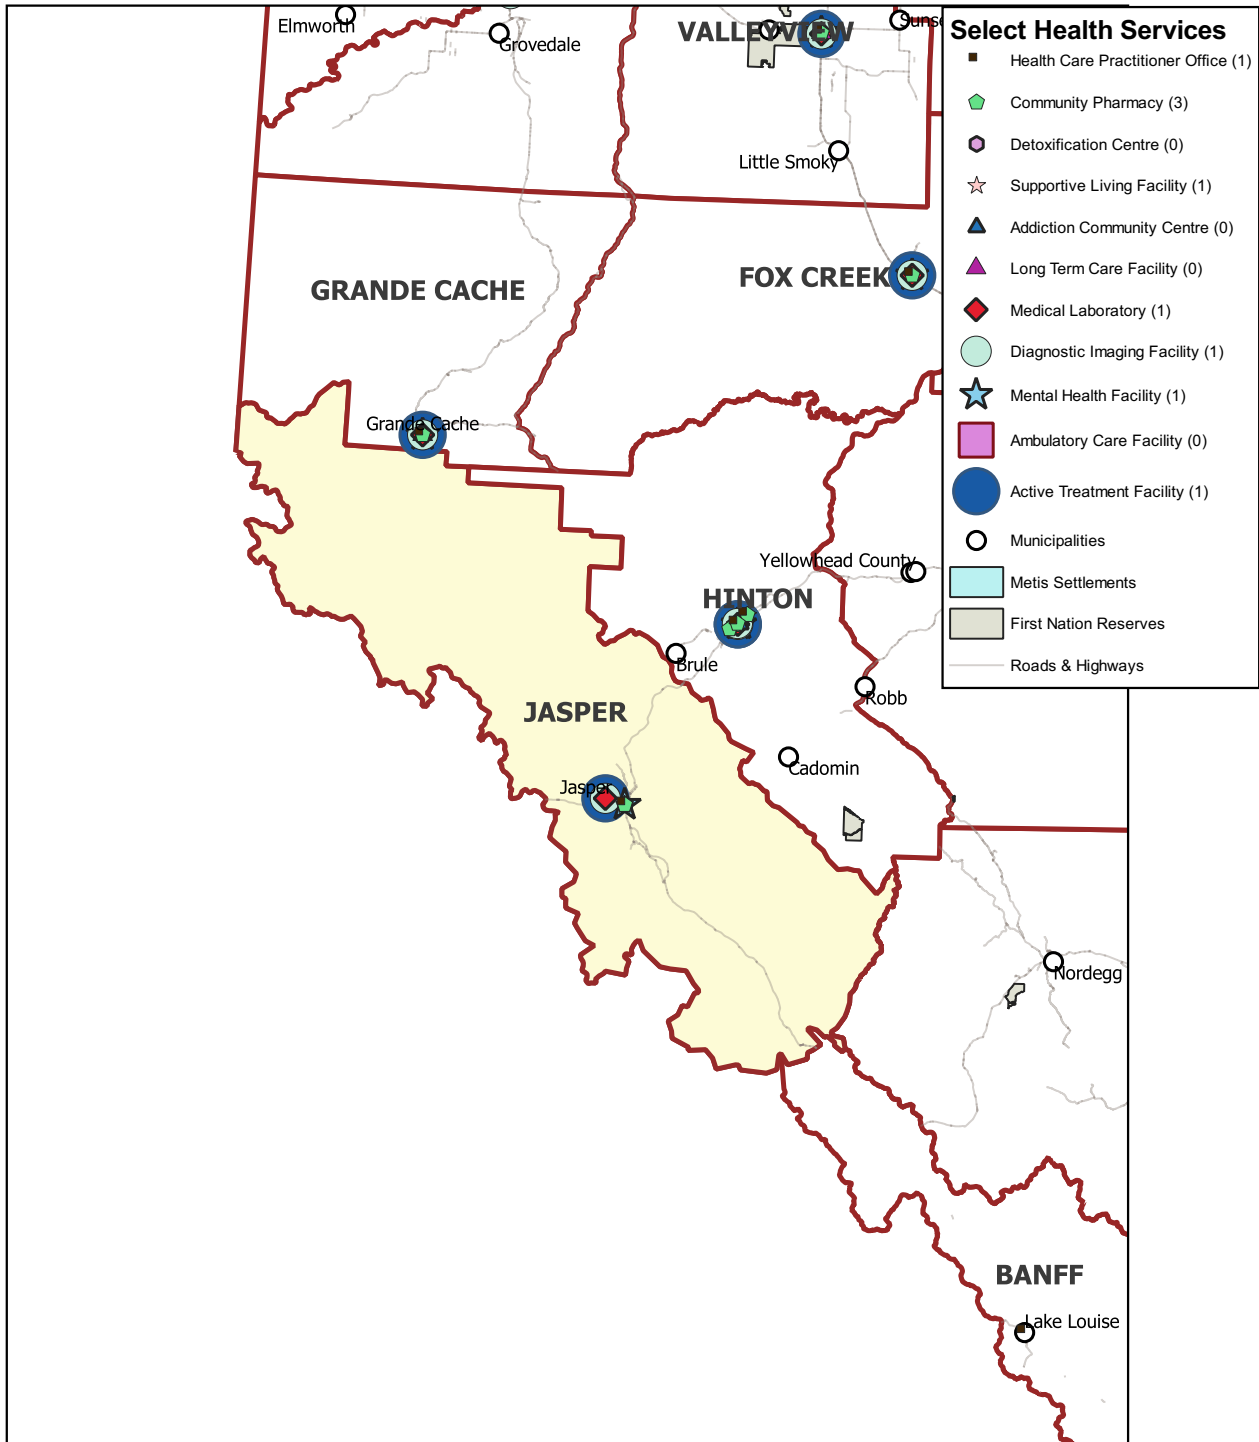 Elmworth
Grovedale
VALLEYVIEW
Sunse
Little Smoky
GRANDE CACHE
FOX CREEK
Grande Cache
Yellowhead County
HINTON
Brule
Robb
JASPER
Cadomin
Jasper
Nordegg
BANFF
Lake Louise
Select Health Services
Health Care Practitioner Office (1)
Community Pharmacy (3)
Detoxification Centre (0)
Supportive Living Facility (1)
Addiction Community Centre (0)
Long Term Care Facility (0)
Medical Laboratory (1)
Diagnostic Imaging Facility (1)
Mental Health Facility (1)
Ambulatory Care Facility (0)
Active Treatment Facility (1)
Municipalities
Metis Settlements
First Nation Reserves
Roads & Highways